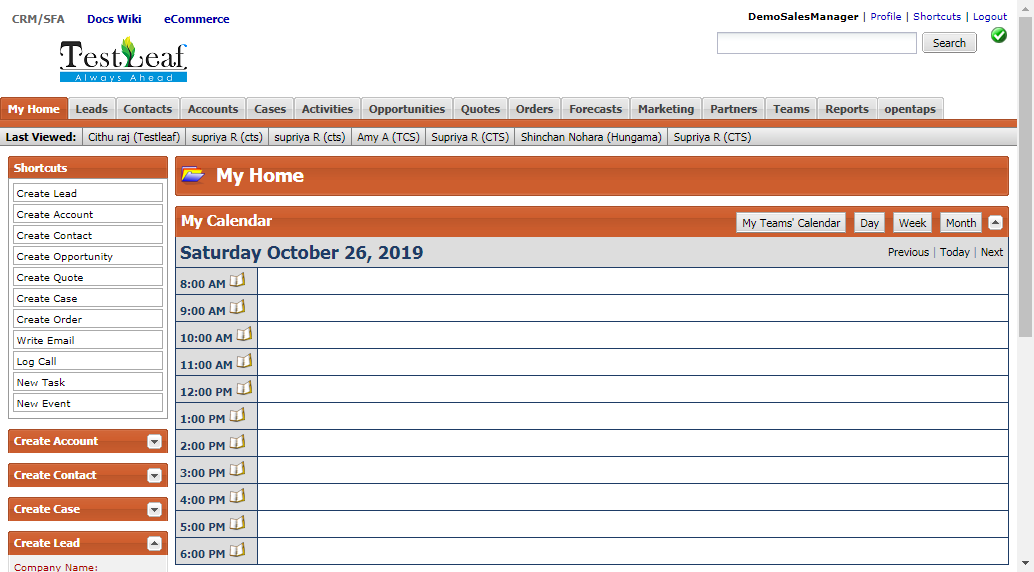 CRM/SFA Docs Wiki eCommerce
DemoSalesManager | Profile | Shortcuts | Logout
TestLeaf
Always Ahead
Search
My Home Leads Contacts Accounts Cases Activities Opportunities Quotes Orders Forecasts Marketing Partners Teams Reports opentaps
Last Viewed: Cithu raj (Testleaf) supriya R (cts) supriya R (cts) Amy A (TCS) Supriya R (CTS) Shinchan Nohara (Hungama) Supriya R (CTS)
Shortcuts
Create Lead
Create Account
Create Contact
Create Opportunity
Create Quote
Create Case
Create Order
Write Email
Log Call
New Task
New Event
Create Account
Create Contact
Create Case
Create Lead
Company Name:
My Home
My Calendar My Teams' Calendar Day Week Month
Saturday October 26, 2019 Previous | Today | Next
8:00 AM
9:00 AM
10:00 AM
11:00 AM
12:00 PM
1:00 PM
2:00 PM
3:00 PM
4:00 PM
5:00 PM
6:00 PM